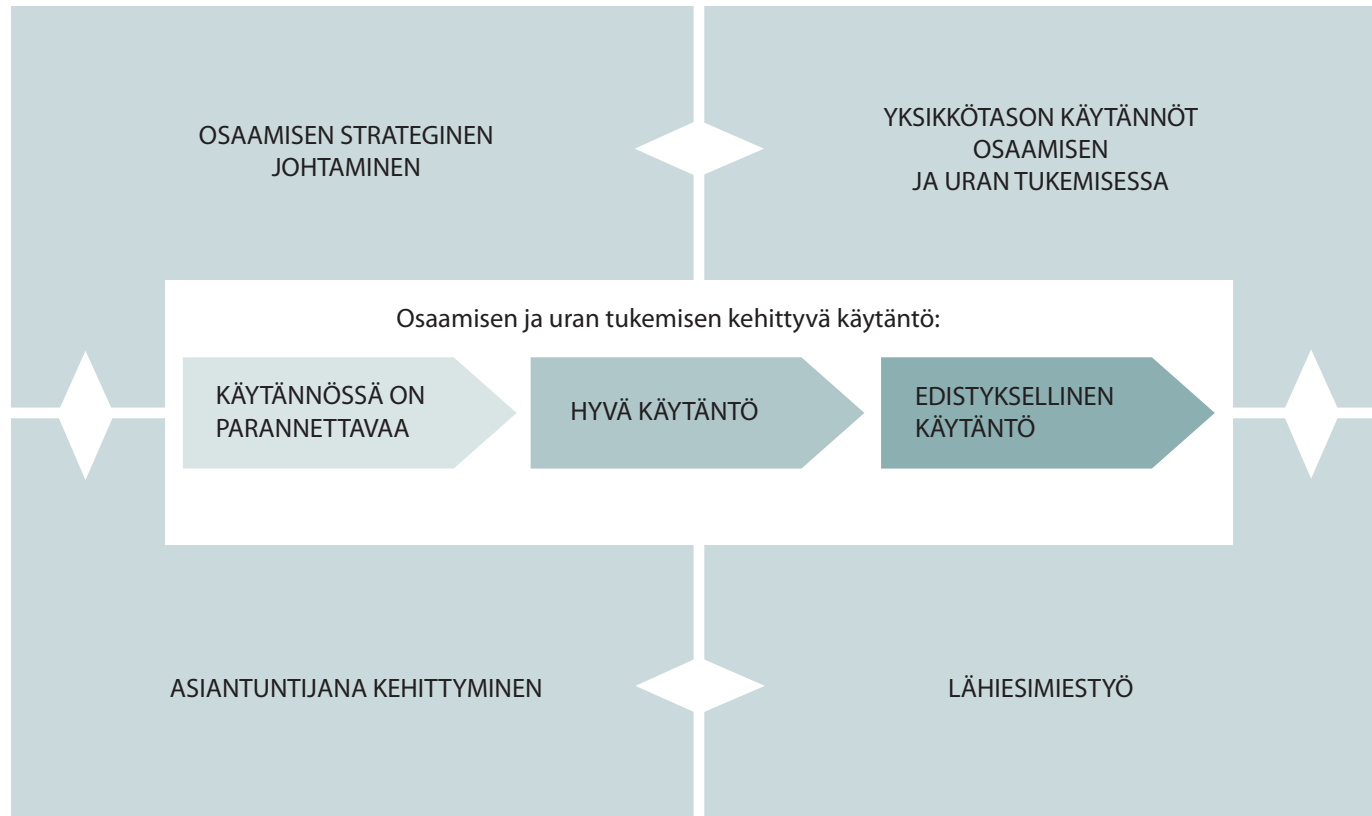 OSAAMISEN STRATEGINEN
JOHTAMINEN
YKSIKKÖTASON KÄYTÄNNÖT
OSAAMISEN
JA URAN TUKEMISESSA
Osaamisen ja uran tukemisen kehittyvä käytäntö:
KÄYTÄNNÖSSÄ ON
PARANNETTAVAA
HYVÄ KÄYTÄNTÖ
EDISTYKSELLINEN
KÄYTÄNTÖ
ASIANTUNTIJANA KEHITTYMINEN
LÄHIESIMIESTYÖ